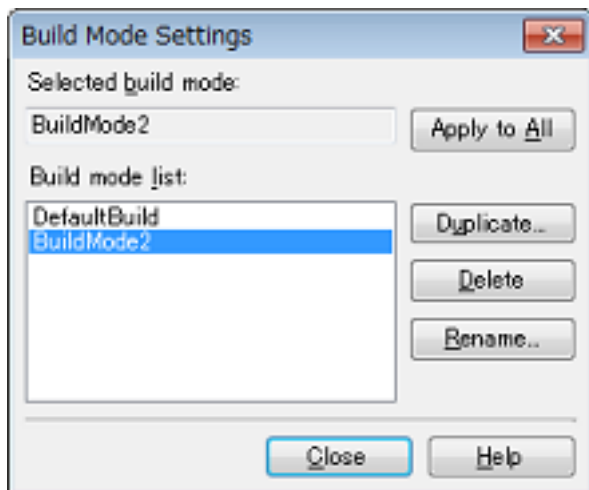 Build Mode Settings
Selected build mode:
BuildMode2
Apply to All
Build mode list:
DefaultBuild
BuildMode2
Duplicate...
Delete
Rename...
Close
Help